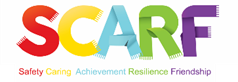 SCARF
Safety Caring Achievement Resilience Friendship